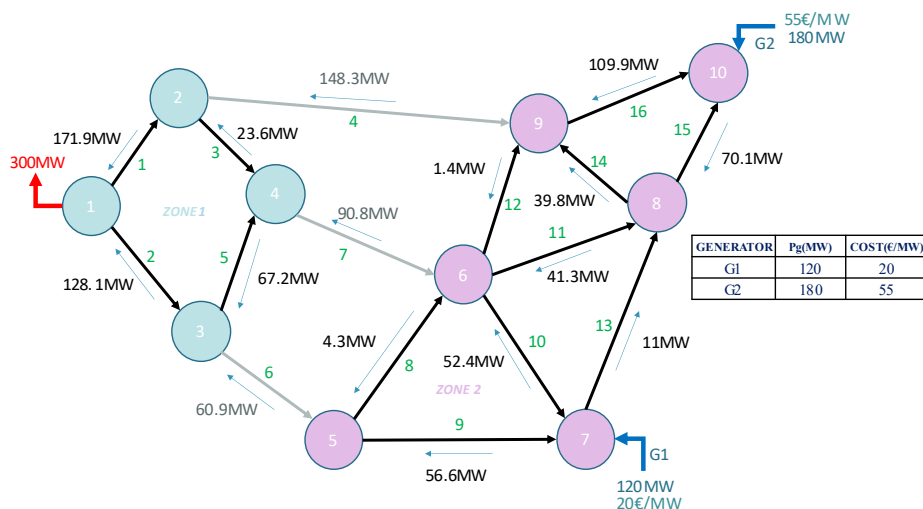 55€/MW
G2
180MW
10
109.9MW
148.3MW
2
16
15
4
9
171.9MW
23.6MW
70.1MW
3
14
1
1.4MW
300MW
39.8MW
8
4
12
1
ZONE 1
90.8MW
11
2
5
7
6
41.3MW
67.2MW
128.1MW
GENERATOR Pg(MW) COST(€/MW)
G1 120 20
G2 180 55
3
4.3MW
10
13
11MW
6
8
52.4MW
ZONE 2
60.9MW
9
5
7
G1
56.6MW
120MW
20€/MW